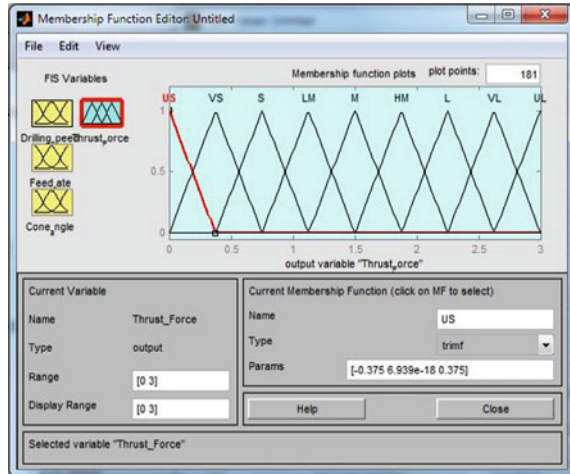 Membership Function Editor: Untitled
File Edit View
FIS Variables
Membership function plots plot points: 181
US VS S LM M HM L VL UL
1
0.5
0
0 0.5 1 1.5 2 2.5 3
output variable "Thrust_Force"
Thrust_Force
Feed_ate
Cone_ngle
Current Variable
Name Thrust_Force
Type output
Range [0 3]
Display Range [0 3]
Current Membership Function (click on MF to select)
Name US
Type trimf
Params [-0.375 6.939e-18 0.375]
Help Close
Selected variable "Thrust_Force"